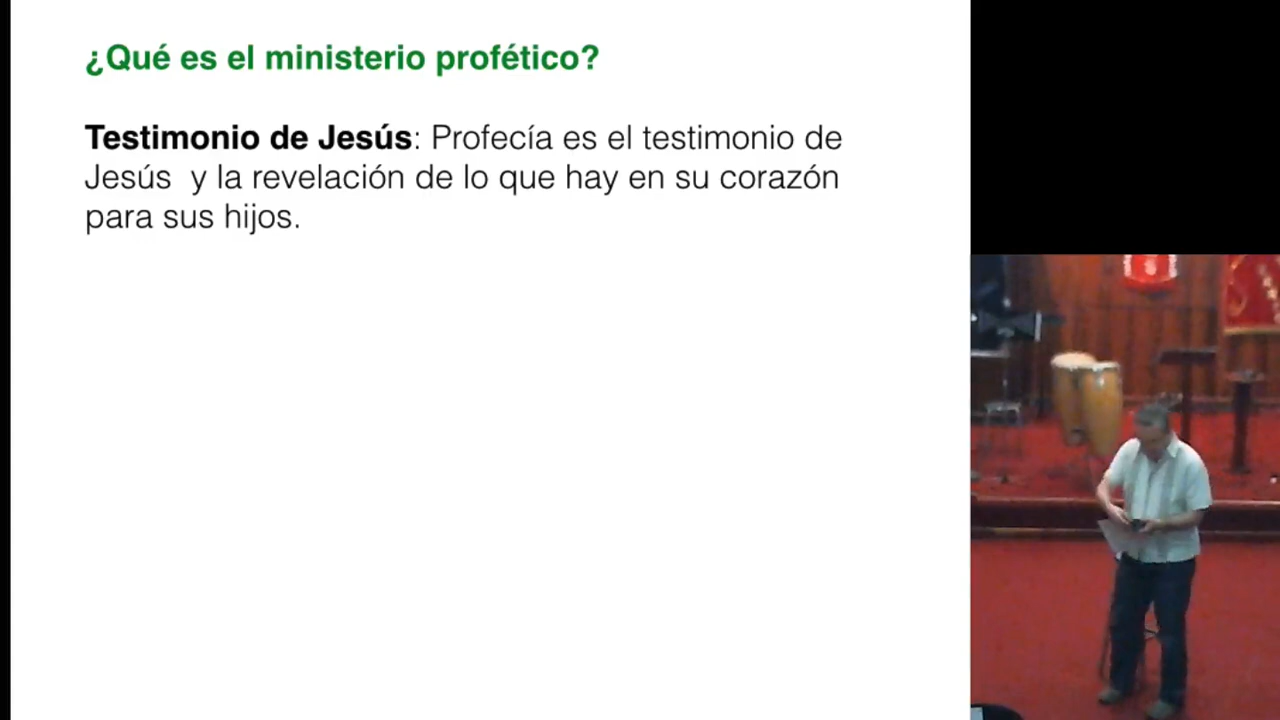 ¿Qué es el ministerio profético?
Testimonio de Jesús: Profecía es el testimonio de
Jesús  y la revelación de lo que hay en su corazón
para sus hijos.